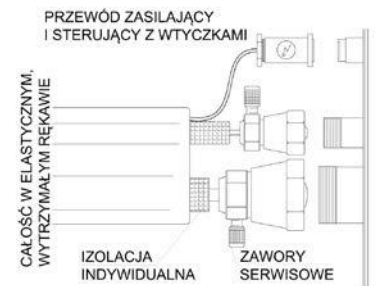 PRZEWÓD ZASILAJĄCY
I STERUJĄCY Z WTYCZKAMI
CAŁOŚĆ W ELASTYCZNYM,
WYTRZYMAŁYM RĘKAWIE
IZOLACJA
INDYWIDUALNA
ZAWORY
SERWISOWE